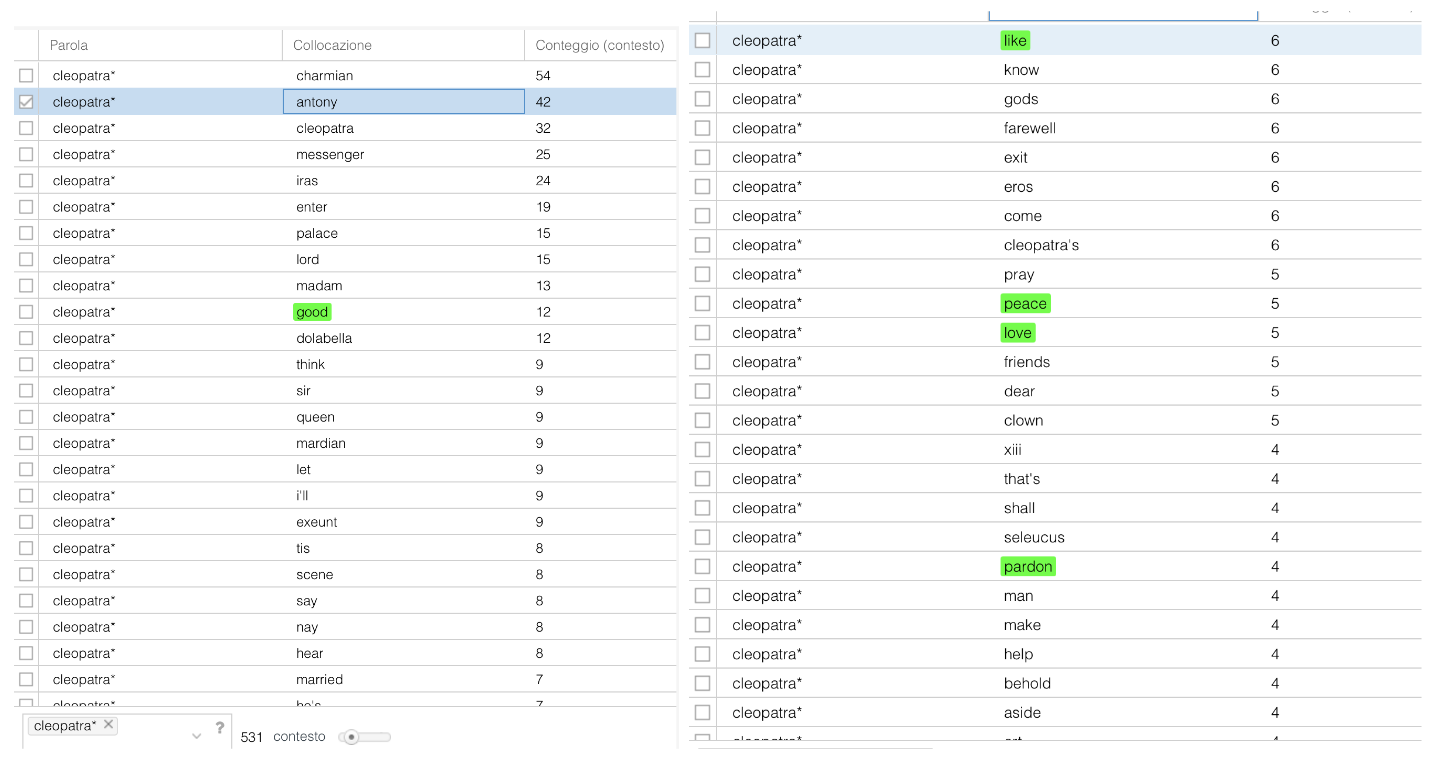 Parola Collocazione Conteggio (contesto)
cleopatra* charmian 54
cleopatra* antony 42
cleopatra* cleopatra 32
cleopatra* messenger 25
cleopatra* iras 24
cleopatra* enter 19
cleopatra* palace 15
cleopatra* lord 15
cleopatra* madam 13
cleopatra* good 12
cleopatra* dolabella 12
cleopatra* think 9
cleopatra* sir 9
cleopatra* queen 9
cleopatra* mardian 9
cleopatra* let 9
cleopatra* i'll 9
cleopatra* exeunt 9
cleopatra* tis 8
cleopatra* scene 8
cleopatra* say 8
cleopatra* nay 8
cleopatra* hear 8
cleopatra* married 7
cleopatra* he's 7
cleopatra* ? 531 contesto
cleopatra* like 6
cleopatra* know 6
cleopatra* gods 6
cleopatra* farewell 6
cleopatra* exit 6
cleopatra* eros 6
cleopatra* come 6
cleopatra* cleopatra's 6
cleopatra* pray 5
cleopatra* peace 5
cleopatra* love 5
cleopatra* friends 5
cleopatra* dear 5
cleopatra* clown 5
cleopatra* xiii 4
cleopatra* that's 4
cleopatra* shall 4
cleopatra* seleucus 4
cleopatra* pardon 4
cleopatra* man 4
cleopatra* make 4
cleopatra* help 4
cleopatra* behold 4
cleopatra* aside 4